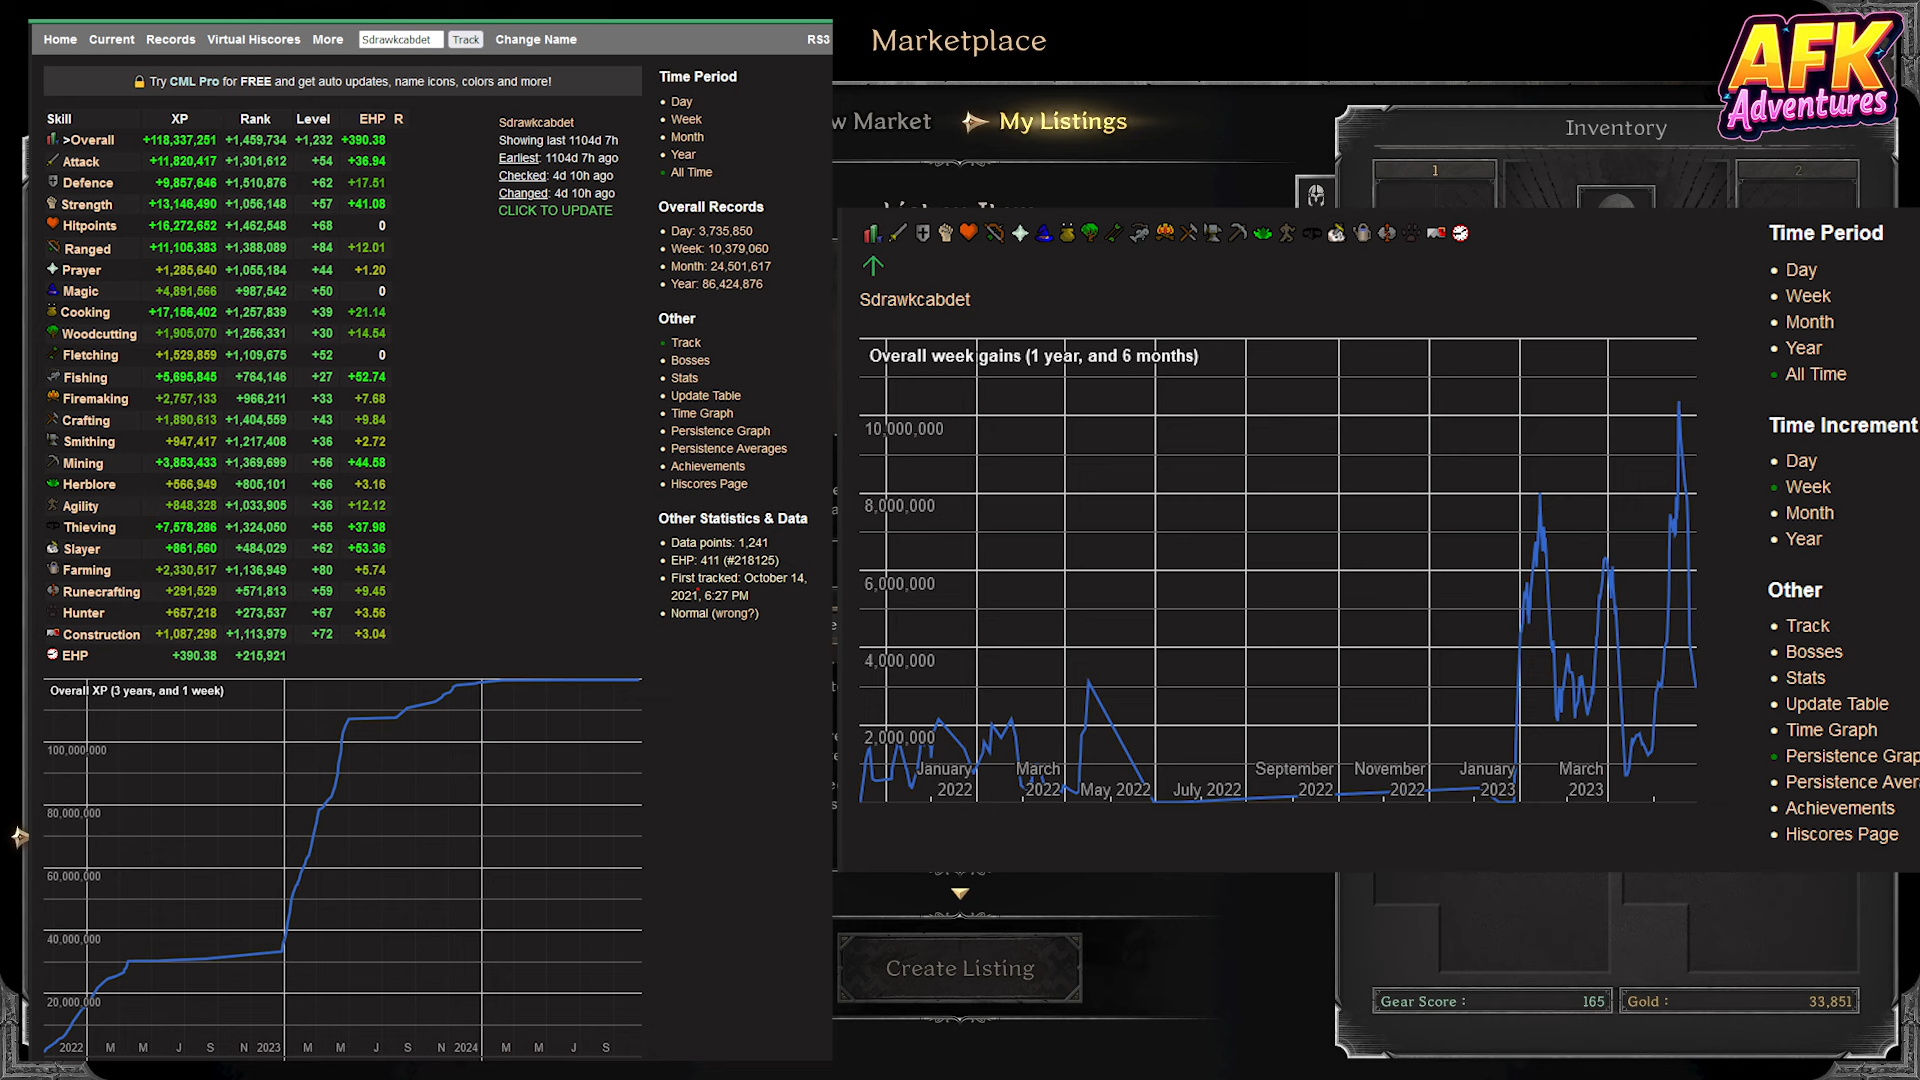 Home Current Records Virtual Hiscores More Sdrawkcabdet Track Change Name RS3
Try CML Pro for FREE and get auto updates, name icons, colors and more!
Skill XP Rank Level EHP R
>Overall +118,337,251 +1,459,734 +1,232 +390.38
Attack +11,820,417 +1,301,612 +54 +36.94
Defence +9,857,646 +1,510,876 +62 +17.51
Strength +13,146,490 +1,056,148 +57 +41.08
Hitpoints +16,272,652 +1,462,548 +68 0
Ranged +11,105,383 +1,388,089 +84 +12.01
Prayer +1,285,640 +1,055,184 +44 +1.20
Magic +4,891,566 +987,542 +50 0
Cooking +17,156,402 +1,257,839 +39 +21.14
Woodcutting +1,905,070 +1,256,331 +30 +14.54
Fletching +1,529,859 +1,109,675 +52 0
Fishing +5,695,845 +764,146 +27 +52.74
Firemaking +2,757,133 +966,211 +33 +7.68
Crafting +1,890,613 +1,404,559 +43 +9.84
Smithing +947,417 +1,217,408 +36 +2.72
Mining +3,853,433 +1,369,699 +56 +44.58
Herblore +566,949 +805,101 +66 +3.16
Agility +848,328 +1,033,905 +36 +12.12
Thieving +7,578,286 +1,324,050 +55 +37.98
Slayer +861,560 +484,029 +62 +53.36
Farming +2,330,517 +1,136,949 +80 +5.74
Runecrafting +291,529 +571,813 +59 +9.45
Hunter +657,218 +273,537 +67 +3.56
Construction +1,087,298 +1,113,979 +72 +3.04
EHP +390.38 +215,921
Sdrawkcabdet
Showing last 1104d 7h
Earliest: 1104d 7h ago
Checked: 4d 10h ago
Changed: 4d 10h ago
CLICK TO UPDATE
Time Period
Day
Week
Month
Year
All Time
Overall Records
Day: 3,735,850
Week: 10,379,060
Month: 24,501,617
Year: 86,424,876
Other
Track
Bosses
Stats
Update Table
Time Graph
Persistence Graph
Persistence Averages
Achievements
Hiscores Page
Other Statistics & Data
Data points: 1,241
EHP: 411 (#218125)
First tracked: October 14,
2021, 6:27 PM
Normal (wrong?)
Overall XP (3 years, and 1 week)
100,000,000
80,000,000
60,000,000
40,000,000
20,000,000
2022 M M J S N 2023 M M J S N 2024 M M J S
Marketplace
w Market My Listings
AFK
Adventures
Inventory
1 2
Sdrawkcabdet
Overall week gains (1 year, and 6 months)
10,000,000
8,000,000
6,000,000
4,000,000
2,000,000
January 2022
March 2022
May, 2022
July, 2022
September 2022
November 2022
January 2023
March 2023
Time Period
Day
Week
Month
Year
All Time
Time Increment
Day
Week
Month
Year
Other
Track
Bosses
Stats
Update Table
Time Graph
Persistence Grap
Persistence Avera
Achievements
Hiscores Page
Create Listing
Gear Score : 165 Gold : 33,851